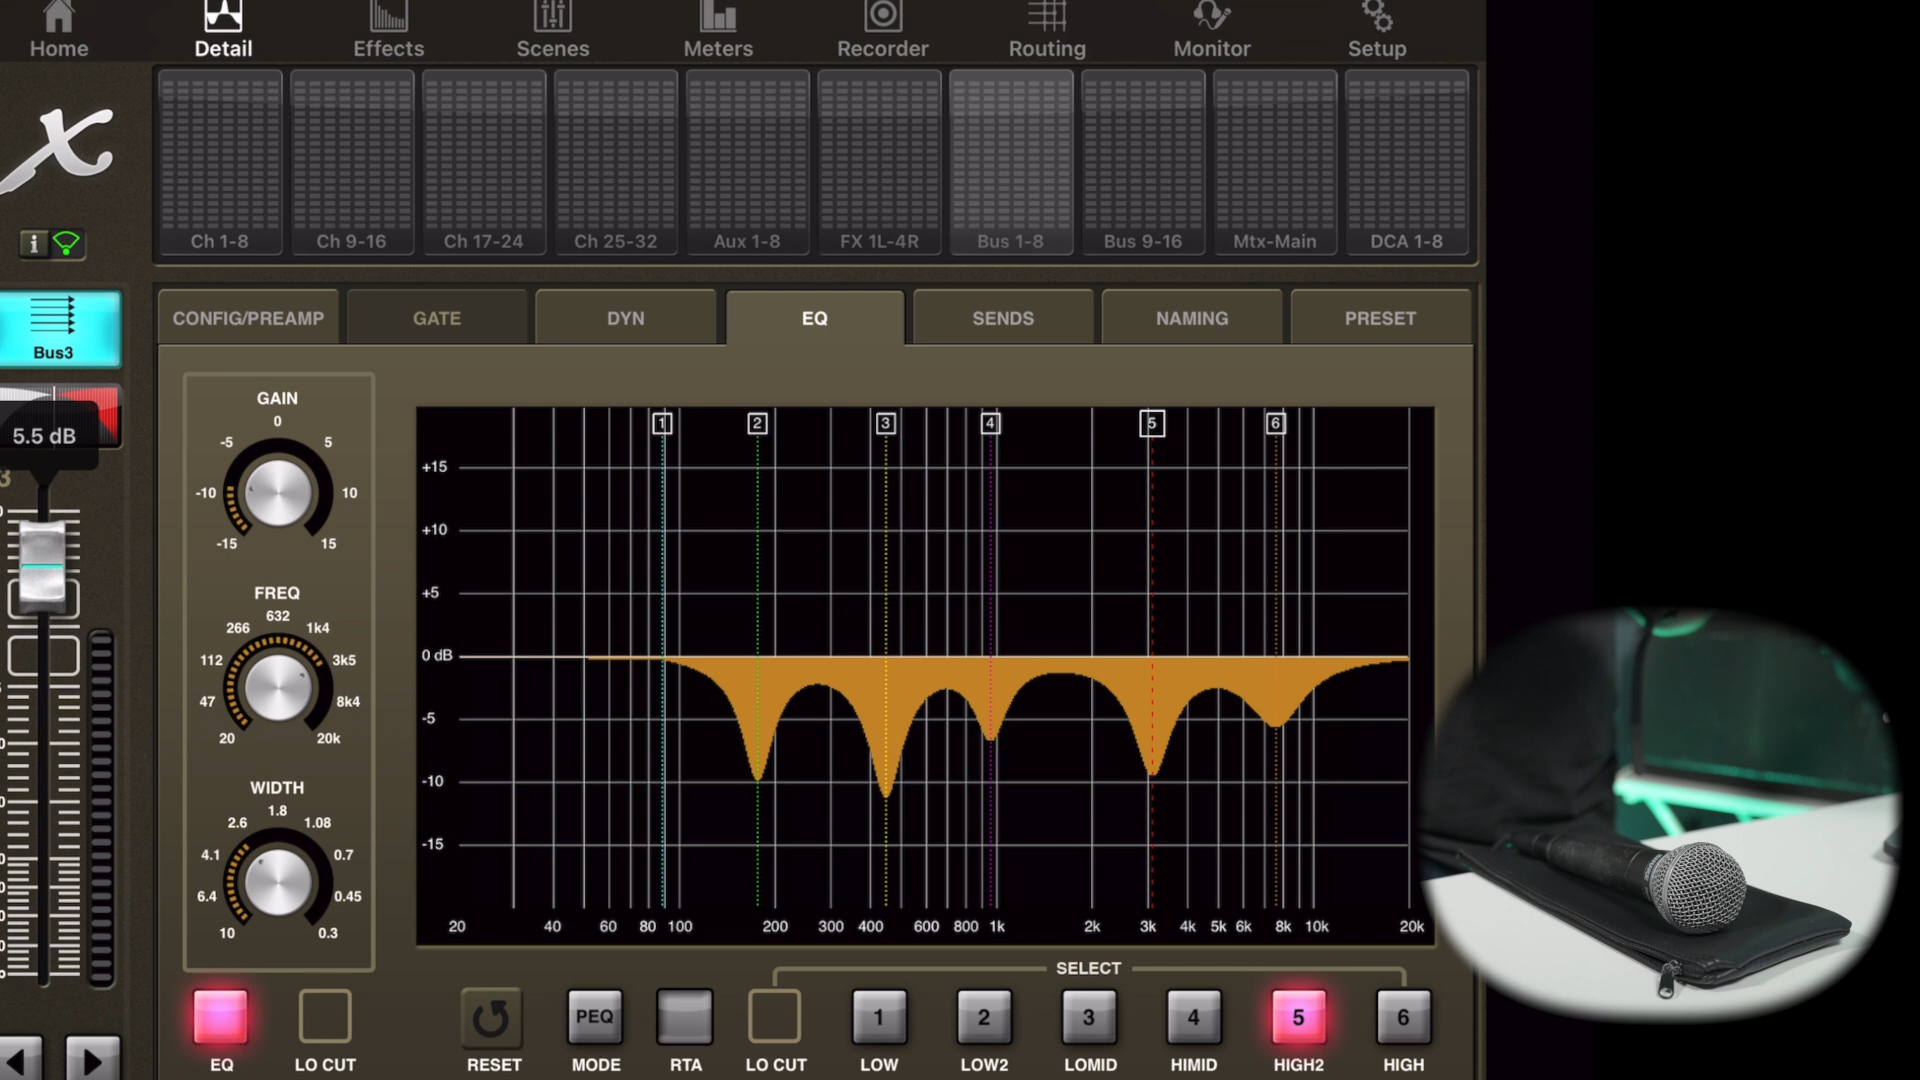 Home Detail Effects Scenes Meters Recorder Routing Monitor Setup
X
Ch 1-8 Ch 9-16 Ch 17-24 Ch 25-32 Aux 1-8 FX 1L-4R Bus 1-8 Bus 9-16 Mtx-Main DCA 1-8
i
Bus3
CONFIG/PREAMP GATE DYN EQ SENDS NAMING PRESET
5.5 dB
3
GAIN
0
-5 5
-10 10
-15 15
FREQ
632
266 1k4
112 3k5
47 8k4
20 20k
WIDTH
1.8
2.6 1.08
4.1 0.7
6.4 0.45
10 0.3
1 2 3 4 5 6
+15
+10
+5
0 dB
-5
-10
-15
20 40 60 80 100 200 300 400 600 800 1k 2k 3k 4k 5k 6k 8k 10k 20k
SELECT
PEQ 1 2 3 4 5 6
EQ LO CUT RESET MODE RTA LO CUT LOW LOW2 LOMID HIMID HIGH2 HIGH